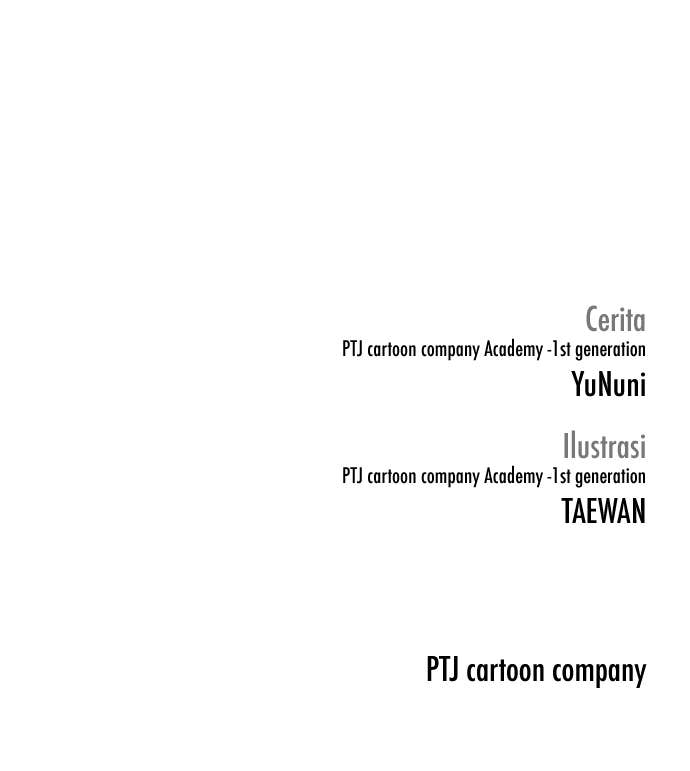 Cerita
PTJ cartoon company Academy -1st generation
YuNuni
Ilustrasi
PTJ cartoon company Academy -1st generation
TAEWAN
PTJ cartoon company